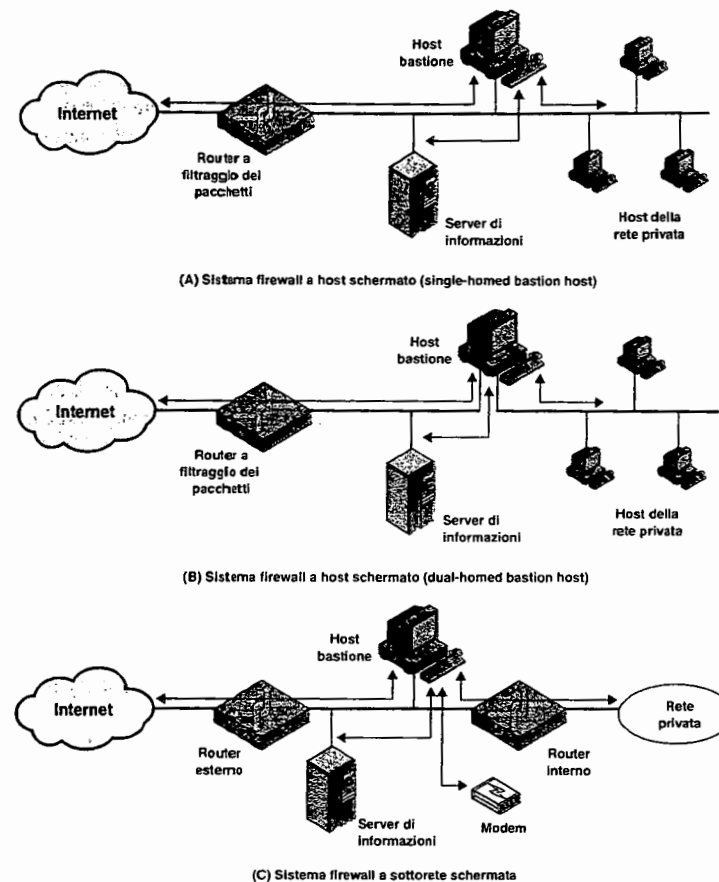 Host
bastione
Internet
Router a
filtraggio dei
pacchetti
Server di
informazioni
Host della
rete privata
(A) Sistema firewall a host schermato (single-homed bastion host)
Host
bastione
Internet
Router a
filtraggio dei
pacchetti
Server di
informazioni
Host della
rete privata
(B) Sistema firewall a host schermato (dual-homed bastion host)
Host
bastione
Internet
Rete
privata
Router
esterno
Router
interno
Server di
informazioni
Modem
(C) Sistema firewall a sottorete schermata